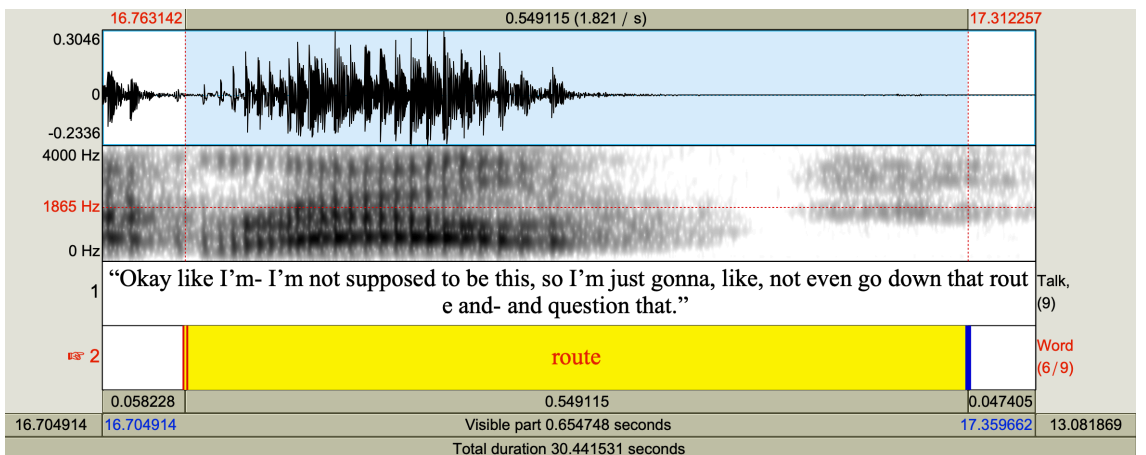 16.763142 0.549115 (1.821 / s) 17.312257
0.3046
0
-0.2336
4000 Hz
1865 Hz
0 Hz
1 “Okay like I’m- I’m not supposed to be this, so I’m just gonna, like, not even go down that rout Talk,
e and- and question that.” (9)
☞ 2 route Word
(6/9)
0.058228 0.549115 0.047405
16.704914 16.704914 Visible part 0.654748 seconds 17.359662 13.081869
Total duration 30.441531 seconds